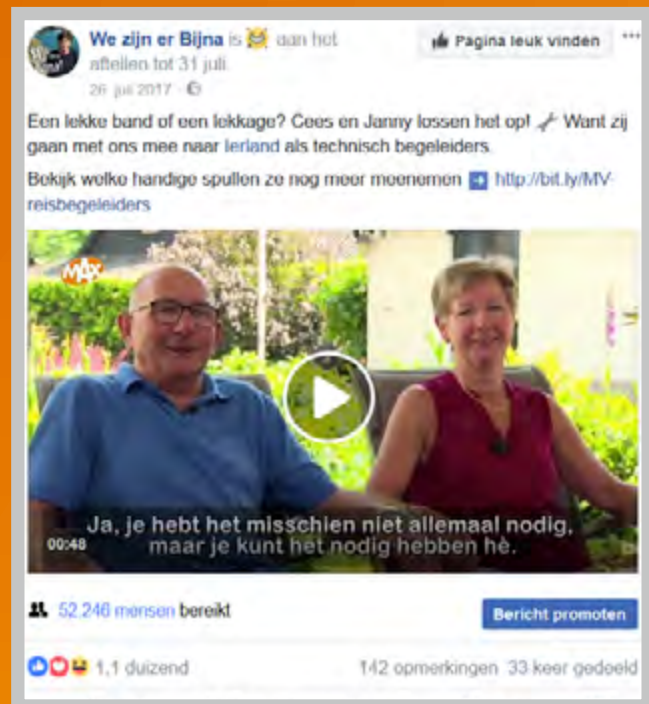 We zijn er Bijna is aan het
aftellen tot 31 juli.
26 juli 2017
Pagina leuk vinden
Een lekke band of een lekkage? Cees en Janny lossen het op! Want zij
gaan met ons mee naar Ierland als technisch begeleiders.
Bekijk welke handige spullen ze nog meer meenemen http://bit.ly/MV-
reisbegeleiders
MAX
Ja, je hebt het misschien niet allemaal nodig,
maar je kunt het nodig hebben hè.
00:48
52.246 mensen bereikt
Bericht promoten
1,1 duizend
142 opmerkingen 33 keer gedeeld